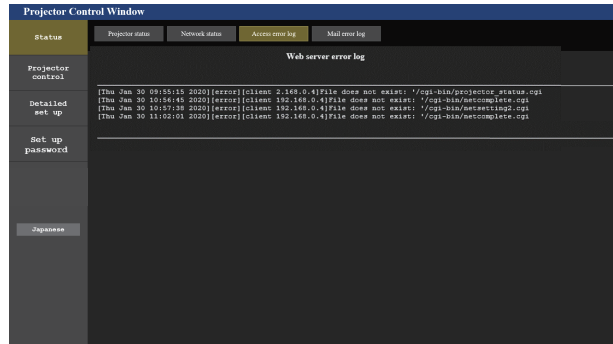 Projector Control Window
Status
Projector status
Network status
Access error log
Mail error log
Web server error log
Projector
control
[Thu Jan 30 09:55:15 2020][error][client 2.168.0.4]File does not exist: '/cgi-bin/projector_status.cgi
[Thu Jan 30 10:56:45 2020][error][client 192.168.0.4]File does not exist: '/cgi-bin/netcomplete.cgi
[Thu Jan 30 10:57:38 2020][error][client 192.168.0.4]File does not exist: '/cgi-bin/netsetting2.cgi
[Thu Jan 30 11:02:01 2020][error][client 192.168.0.4]File does not exist: '/cgi-bin/netcomplete.cgi
Detailed
set up
Set up
password
Japanese